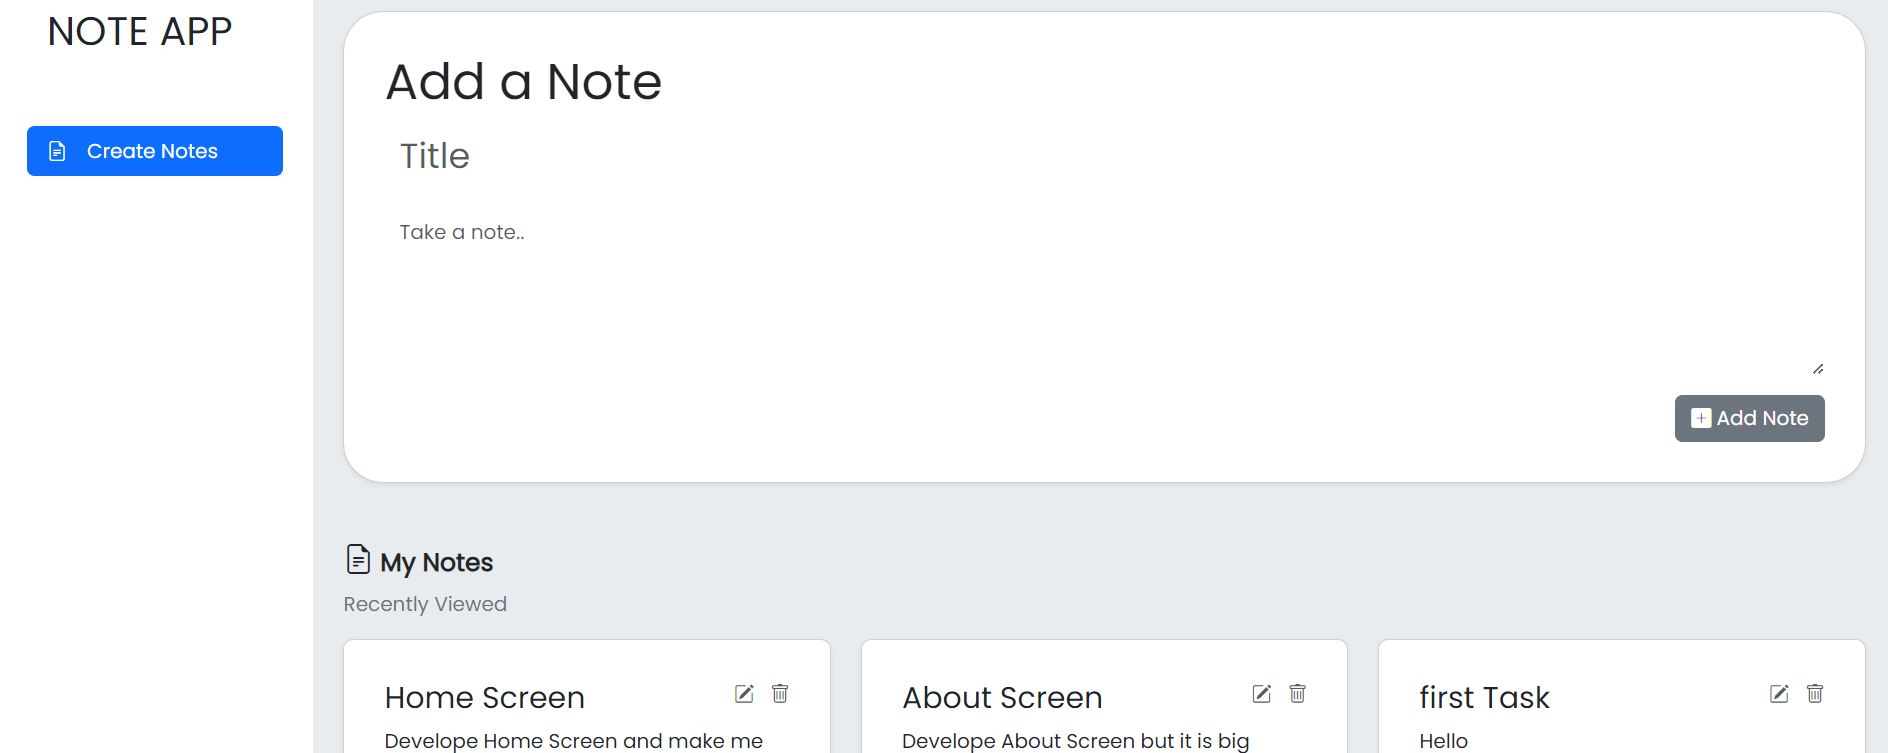 NOTE APP
Create Notes
Add a Note
Title
Take a note..
Add Note
My Notes
Recently Viewed
Home Screen
Develope Home Screen and make me
About Screen
Develope About Screen but it is big
first Task
Hello